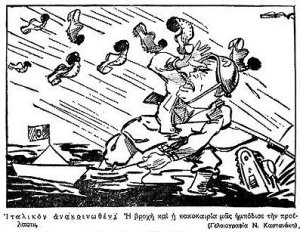 Ἰταλικὸν ἀνακοινωθέν: Ἡ βροχὴ καὶ ἡ κακοκαιρία μᾶς ἠμπόδισε τὴν προέ-
λασιν.
(Γελοιογραφία Ν. Καστανάκη)